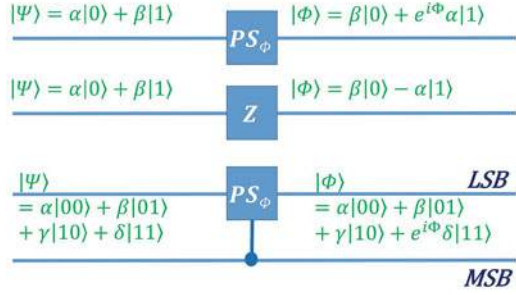 |Ψ⟩ = α|0⟩ + β|1⟩
PS_Φ
|Φ⟩ = β|0⟩ + e^{iΦ}α|1⟩
|Ψ⟩ = α|0⟩ + β|1⟩
Z
|Φ⟩ = β|0⟩ − α|1⟩
|Ψ⟩
= α|00⟩ + β|01⟩
+ γ|10⟩ + δ|11⟩
PS_Φ
|Φ⟩
= α|00⟩ + β|01⟩
+ γ|10⟩ + e^{iΦ}δ|11⟩
LSB
MSB